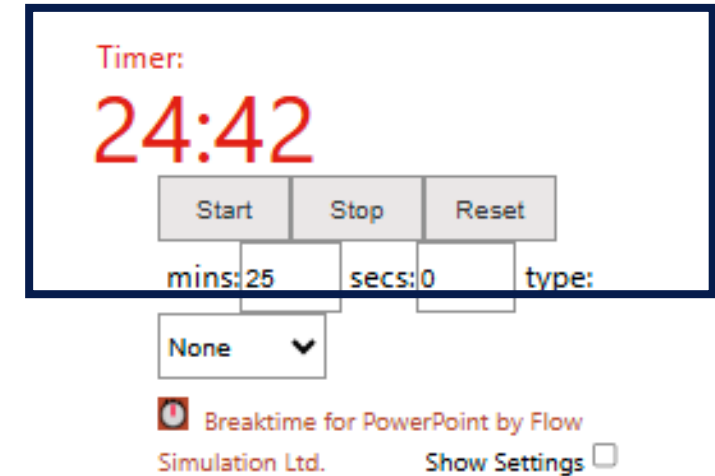 Timer:
24:42
Start Stop Reset
mins: 25 secs: 0 type:
None
Breaktime for PowerPoint by Flow
Simulation Ltd. Show Settings